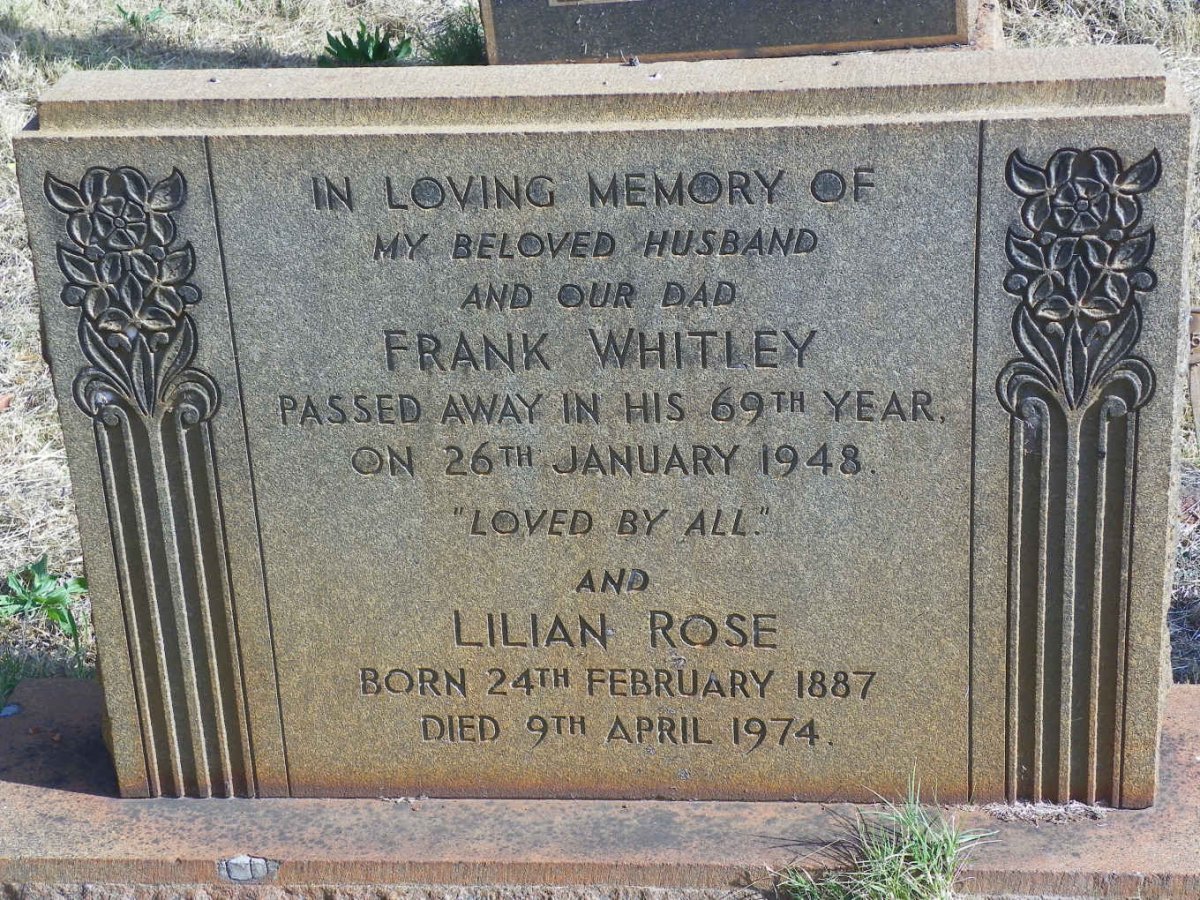 IN LOVING MEMORY OF
MY BELOVED HUSBAND
AND OUR DAD
FRANK WHITLEY
PASSED AWAY IN HIS 69TH YEAR,
ON 26TH JANUARY 1948.
"LOVED BY ALL."
AND
LILIAN ROSE
BORN 24TH FEBRUARY 1887
DIED 9TH APRIL 1974.